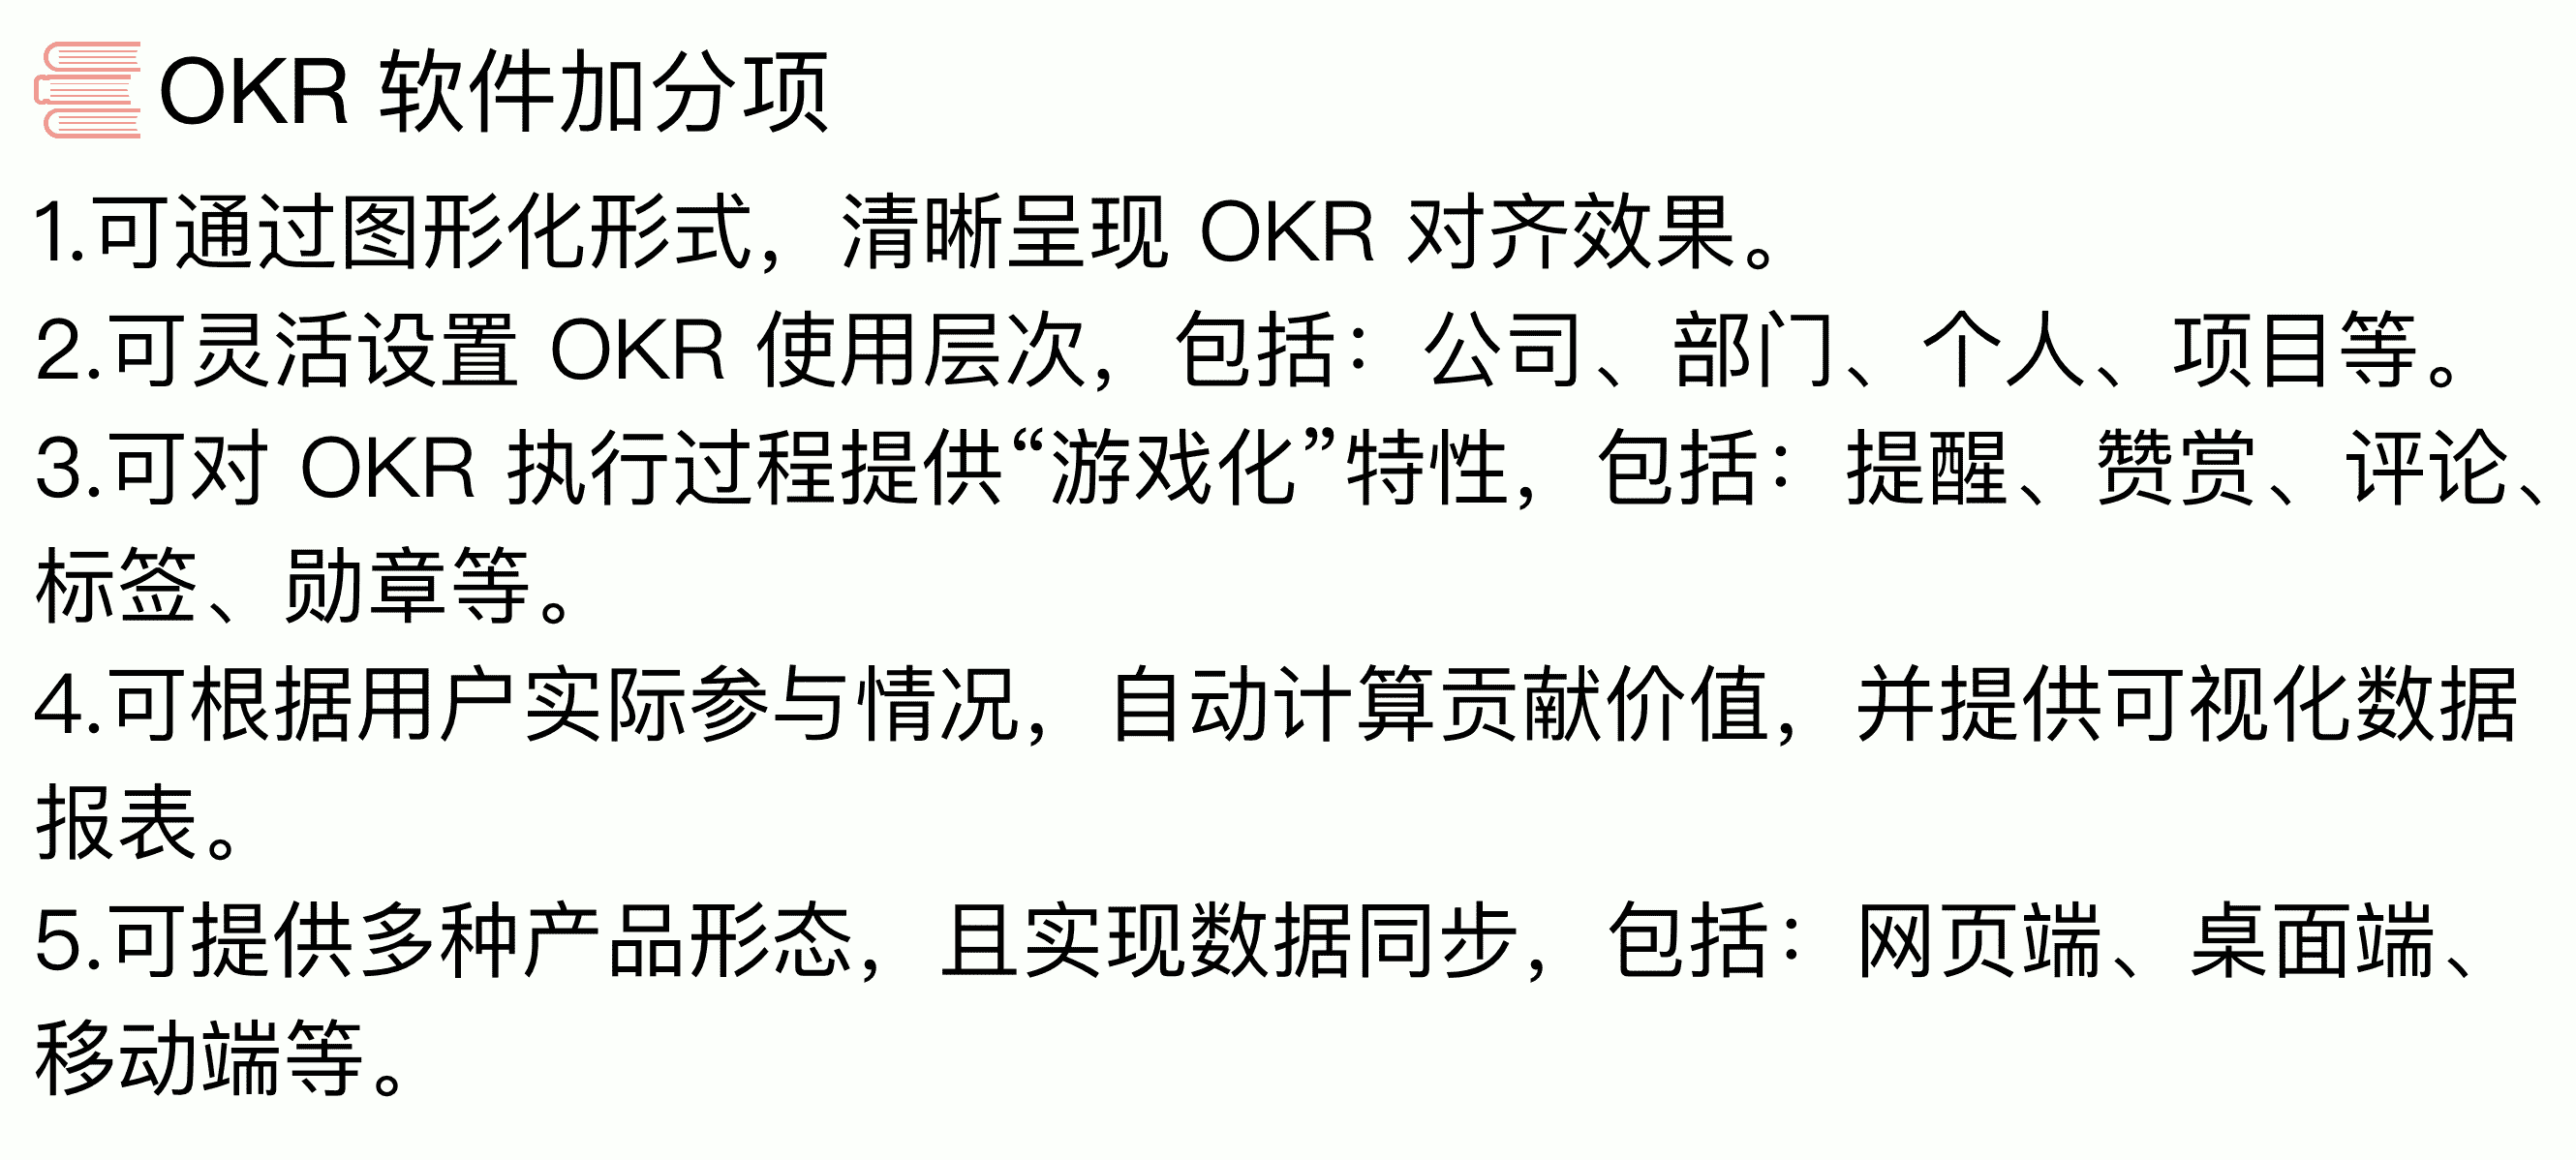 OKR 软件加分项
1.可通过图形化形式，清晰呈现 OKR 对齐效果。
2.可灵活设置 OKR 使用层次，包括：公司、部门、个人、项目等。
3.可对 OKR 执行过程提供“游戏化”特性，包括：提醒、赞赏、评论、
标签、勋章等。
4.可根据用户实际参与情况，自动计算贡献价值，并提供可视化数据
报表。
5.可提供多种产品形态，且实现数据同步，包括：网页端、桌面端、
移动端等。